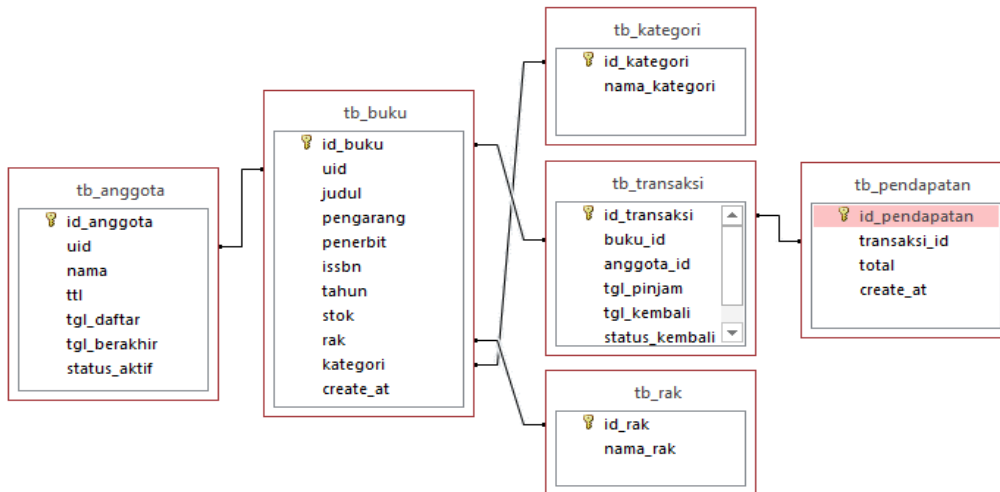 tb_anggota
id_anggota
uid
nama
ttl
tgl_daftar
tgl_berakhir
status_aktif
tb_buku
id_buku
uid
judul
pengarang
penerbit
issbn
tahun
stok
rak
kategori
create_at
tb_kategori
id_kategori
nama_kategori
tb_transaksi
id_transaksi
buku_id
anggota_id
tgl_pinjam
tgl_kembali
status_kembali
tb_rak
id_rak
nama_rak
tb_pendapatan
id_pendapatan
transaksi_id
total
create_at